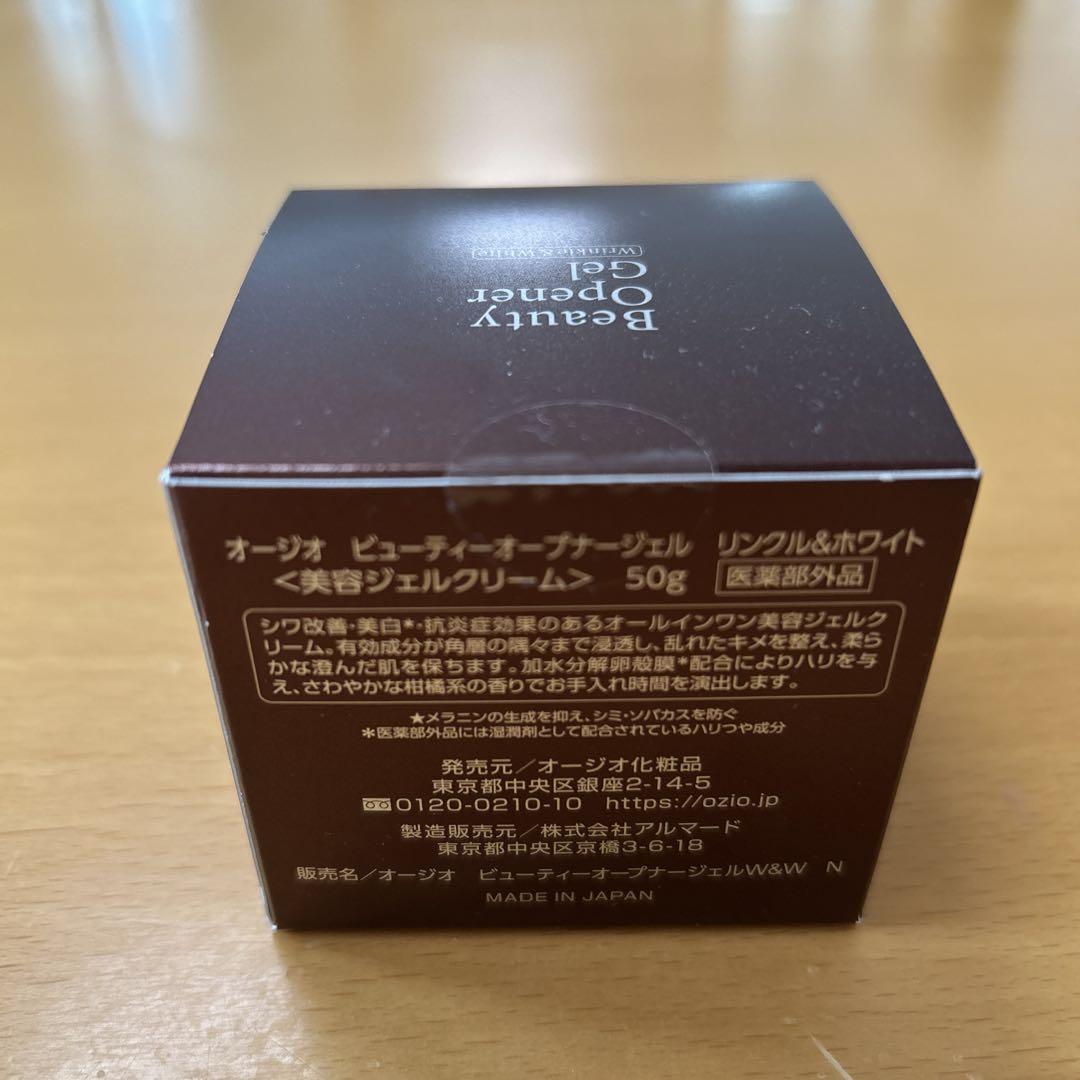 Beauty
Opener
Gel
Wrinkle&White
オージオ ビューティーオープナージェル リンクル&ホワイト
<美容ジェルクリーム> 50g 医薬部外品
シワ改善・美白*・抗炎症効果のあるオールインワン美容ジェルク
リーム。有効成分が角層の隅々まで浸透し、乱れたキメを整え、柔ら
かな澄んだ肌を保ちます。加水分解卵殻膜*配合によりハリを与
え、さわやかな柑橘系の香りでお手入れ時間を演出します。
★メラニンの生成を抑え、シミ・ソバカスを防ぐ
*医薬部外品には湿潤剤として配合されているハリつや成分
発売元/オージオ化粧品
東京都中央区銀座2-14-5
0120-0210-10 https://ozio.jp
製造販売元/株式会社アルマード
東京都中央区京橋3-6-18
販売名/オージオ ビューティーオープナージェルW&W N
MADE IN JAPAN